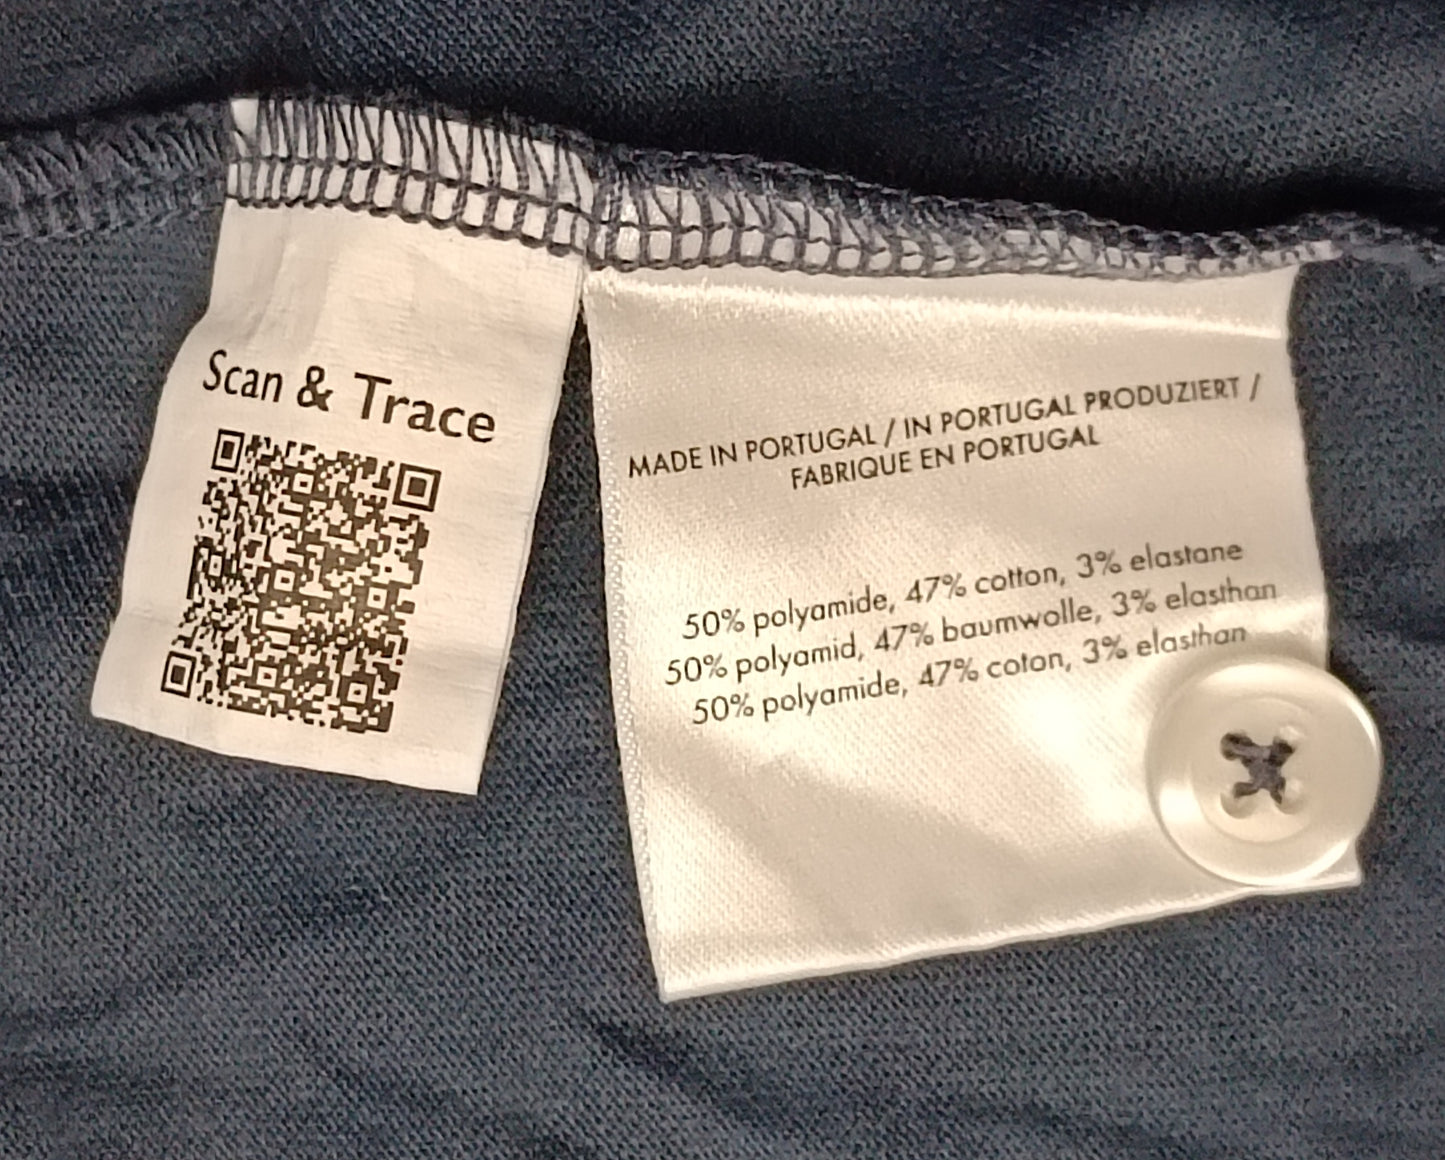 Scan & Trace
MADE IN PORTUGAL / IN PORTUGAL PRODUZIERT /
FABRIQUE EN PORTUGAL
50% polyamide, 47% cotton, 3% elastane
50% polyamid, 47% baumwolle, 3% elasthan
50% polyamide, 47% coton, 3% elasthan